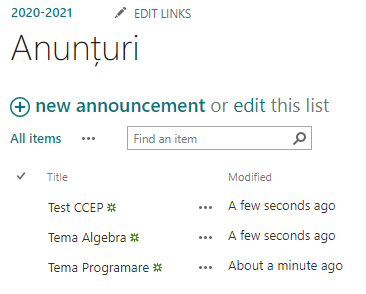 2020-2021 EDIT LINKS
Anunțuri
new announcement or edit this list
All items ••• Find an item
Title Modified
Test CCEP ••• A few seconds ago
Tema Algebra ••• A few seconds ago
Tema Programare ••• About a minute ago